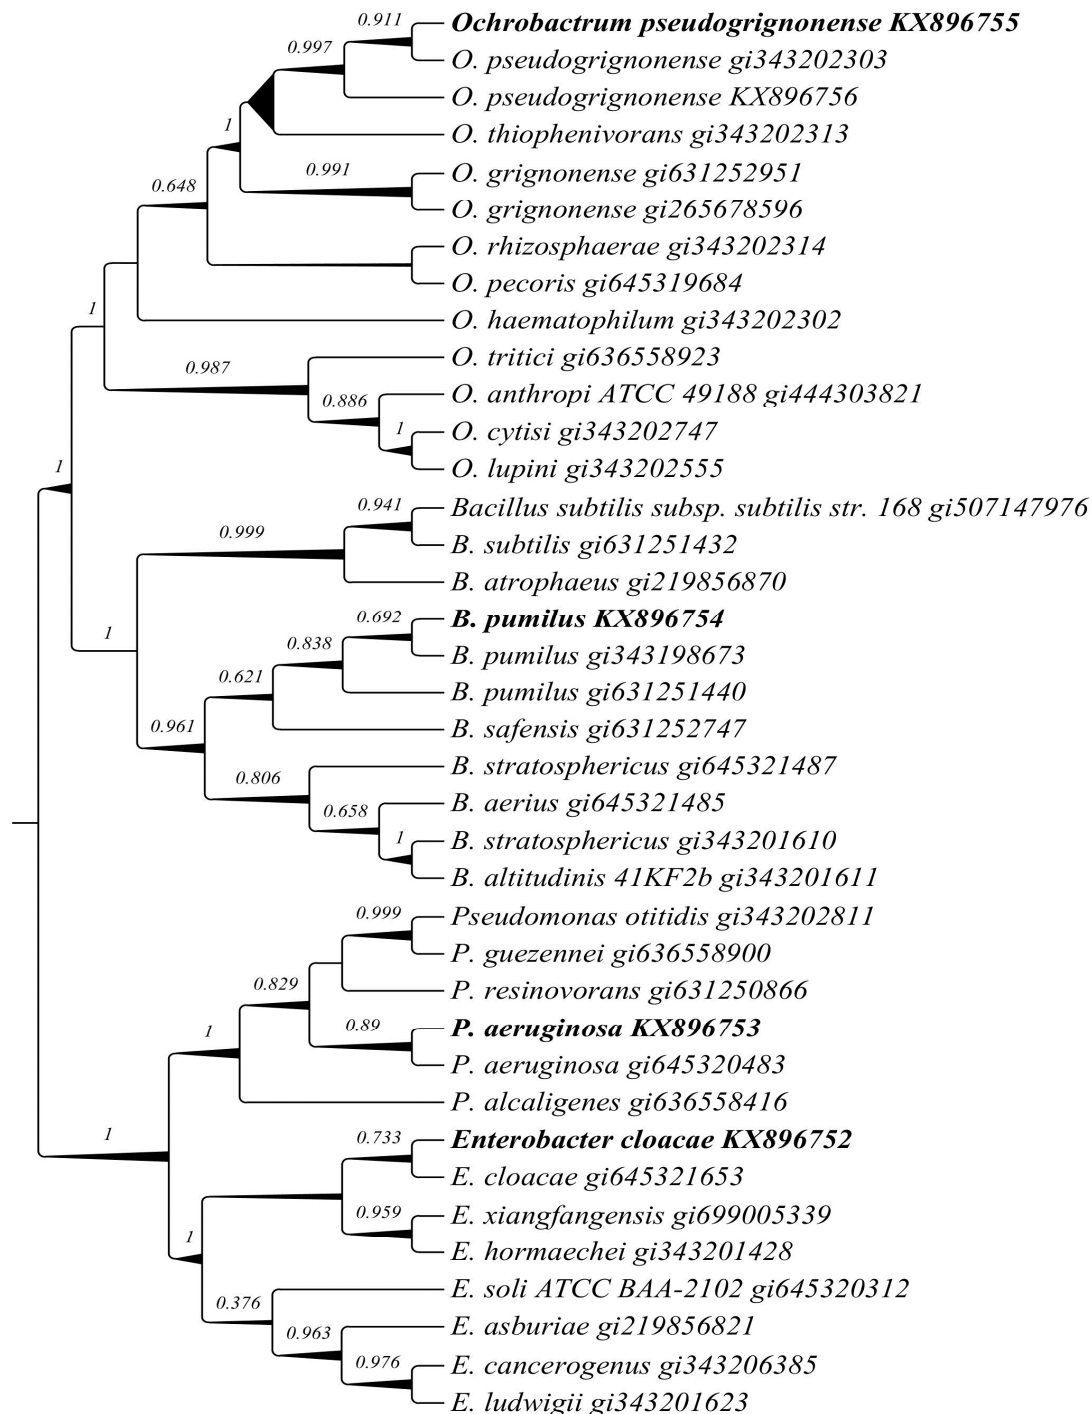 0.911
Ochrobactrum pseudogrignonense KX896755
0.997
O. pseudogrignonense gi343202303
O. pseudogrignonense KX896756
1
O. thiophenivorans gi343202313
0.991
O. grignonense gi631252951
0.648
O. grignonense gi265678596
O. rhizosphaerae gi343202314
O. pecoris gi645319684
1
O. haematophilum gi343202302
O. tritici gi636558923
0.987
O. anthropi ATCC 49188 gi444303821
0.886
1
O. cytisi gi343202747
O. lupini gi343202555
1
0.941
Bacillus subtilis subsp. subtilis str. 168 gi507147976
0.999
B. subtilis gi631251432
B. atrophaeus gi219856870
0.692
B. pumilus KX896754
1
0.838
B. pumilus gi343198673
0.621
B. pumilus gi631251440
0.961
B. safensis gi631252747
B. stratosphericus gi645321487
0.806
B. aerius gi645321485
0.658
1
B. stratosphericus gi343201610
B. altitudinis 41KF2b gi343201611
0.999
Pseudomonas otitidis gi343202811
P. guezennei gi636558900
0.829
P. resinovorans gi631250866
1
0.89
P. aeruginosa KX896753
P. aeruginosa gi645320483
P. alcaligenes gi636558416
1
0.733
Enterobacter cloacae KX896752
E. cloacae gi645321653
0.959
E. xiangfangensis gi699005339
1
E. hormaechei gi343201428
E. soli ATCC BAA-2102 gi645320312
0.376
E. asburiae gi219856821
0.963
0.976
E. cancerogenus gi343206385
E. ludwigii gi343201623